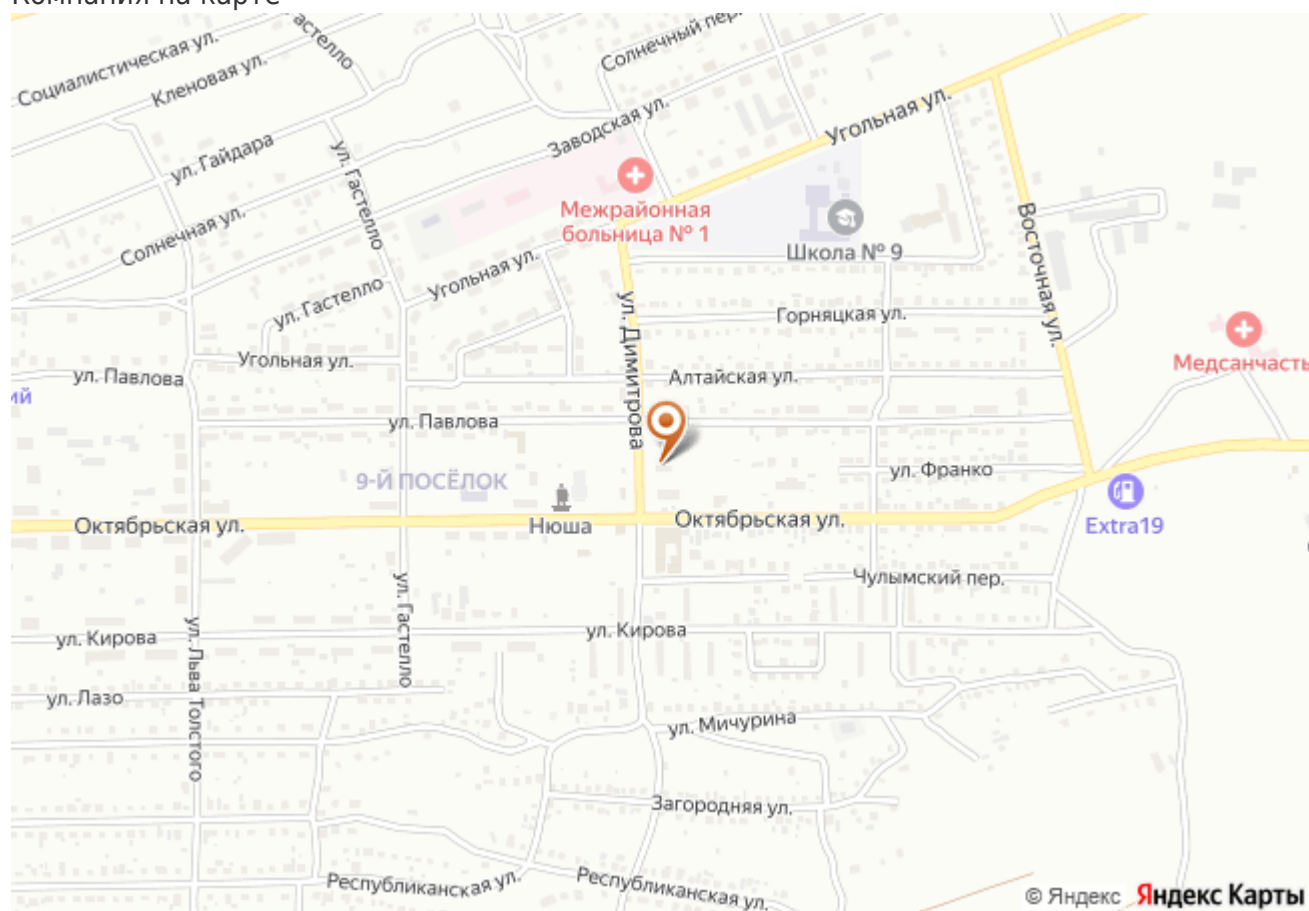 Компания на карте
Социалистическая ул.
Кленовая ул.
ул. Гайдара
Солнечная ул.
ул. Гастелло
Заводская ул.
Солнечный пер.
Угольная ул.
Межрайонная
больница № 1
Школа № 9
Восточная ул.
Угольная ул.
ул. Гастелло
Горняцкая ул.
ул. Димитрова
Медсанчасть
Угольная ул.
ул. Павлова
Алтайская ул.
ий
ул. Павлова
9-Й ПОСЁЛОК
ул. Франко
Октябрьская ул.
Нюша
Октябрьская ул.
Extra19
ул. Гастелло
Чулымский пер.
ул. Кирова
ул. Льва Толстого
ул. Кирова
ул. Лазо
ул. Мичурина
Загородняя ул.
Республиканская ул.
Республиканская ул.
© Яндекс Яндекс Карты